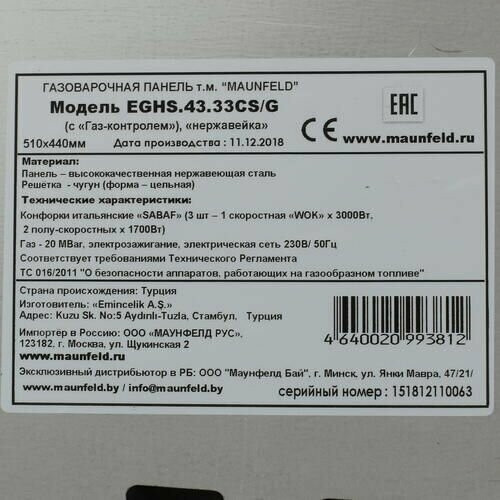 ГАЗОВАРОЧНАЯ ПАНЕЛЬ т.м. "MAUNFELD"
Модель EGHS.43.33CS/G
(с «Газ-контролем»), «нержавейка»)
510x440мм Дата производства : 11.12.2018
EAC
CE www.maunfeld.ru
Материал:
Панель – высококачественная нержавеющая сталь
Решётка - чугун (форма – цельная)
Технические характеристики:
Конфорки итальянские «SABAF» (3 шт – 1 скоростная «WOK» x 3000Вт,
2 полу-скоростных x 1700Вт)
Газ - 20 МВаr, электрозажигание, электрическая сеть 230В/ 50Гц
Соответствует требованиями Технического Регламента
ТС 016/2011 "О безопасности аппаратов, работающих на газообразном топливе"
Страна происхождения: Турция
Изготовитель: «Emincelik A.Ş.»
Адрес: Kuzu Sk. No:5 Aydınlı-Tuzla, Стамбул, Турция
Импортёр в Россию: ООО «МАУНФЕЛД РУС»,
123182, г. Москва, ул. Щукинская 2
www.maunfeld.ru
4 640020 993812
Эксклюзивный дистрибьютор в РБ: ООО "Маунфелд Бай", г. Минск, ул. Янки Мавра, 47/21/
www.maunfeld.by / info@maunfeld.by
серийный номер : 151812110063